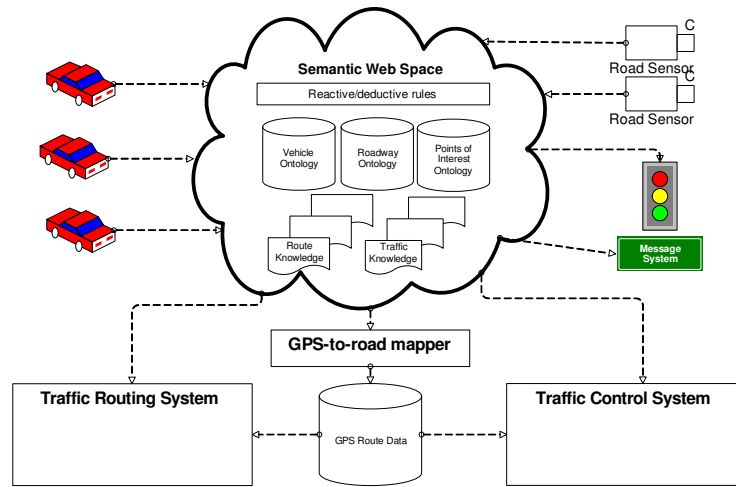 C
Road Sensor
C
Road Sensor
Semantic Web Space
Reactive/deductive rules
Vehicle
Ontology
Roadway
Ontology
Points of
Interest
Ontology
Route
Knowledge
Traffic
Knowledge
Message
System
GPS-to-road mapper
Traffic Routing System
GPS Route Data
Traffic Control System